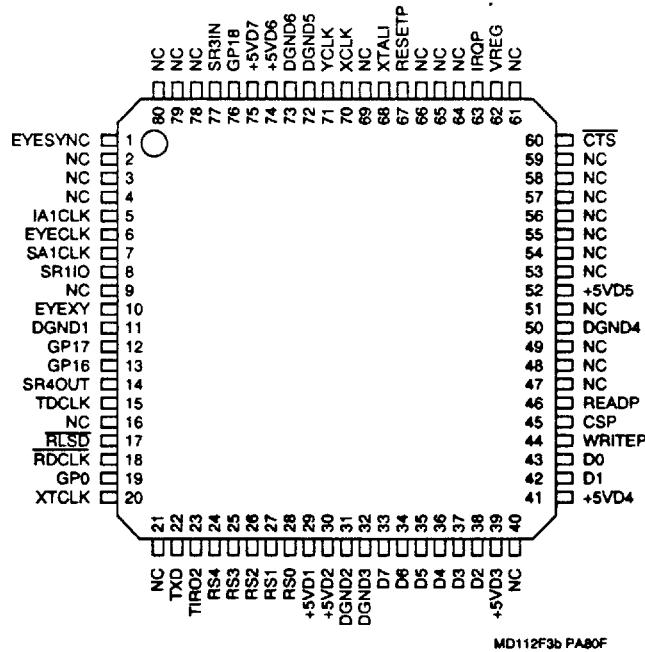 NC NC NC SR3IN GP18 +5VD7 +5VD6 DGND6 DGND5 YCLK XCLK NC XTALI RESETP NC NC NC IRQP VREG NC
80 79 78 77 76 75 74 73 72 71 70 69 68 67 66 65 64 63 62 61
EYESYNC 1 60 CTS
NC 2 59 NC
NC 3 58 NC
NC 4 57 NC
IA1CLK 5 56 NC
EYECLK 6 55 NC
SA1CLK 7 54 NC
SR1IO 8 53 NC
NC 9 52 +5VD5
EYEXY 10 51 NC
DGND1 11 50 DGND4
GP17 12 49 NC
GP16 13 48 NC
SR4OUT 14 47 NC
TDCLK 15 46 READP
NC 16 45 CSP
RLSD 17 44 WRITEP
RDCLK 18 43 D0
GP0 19 42 D1
XTCLK 20 41 +5VD4
21 22 23 24 25 26 27 28 29 30 31 32 33 34 35 36 37 38 39 40
NC TXD TIRO2 RS4 RS3 RS2 RS1 RS0 +5VD1 +5VD2 DGND2 DGND3 D7 D6 D5 D4 D3 D2 +5VD3 NC
MD112F3b PA80F